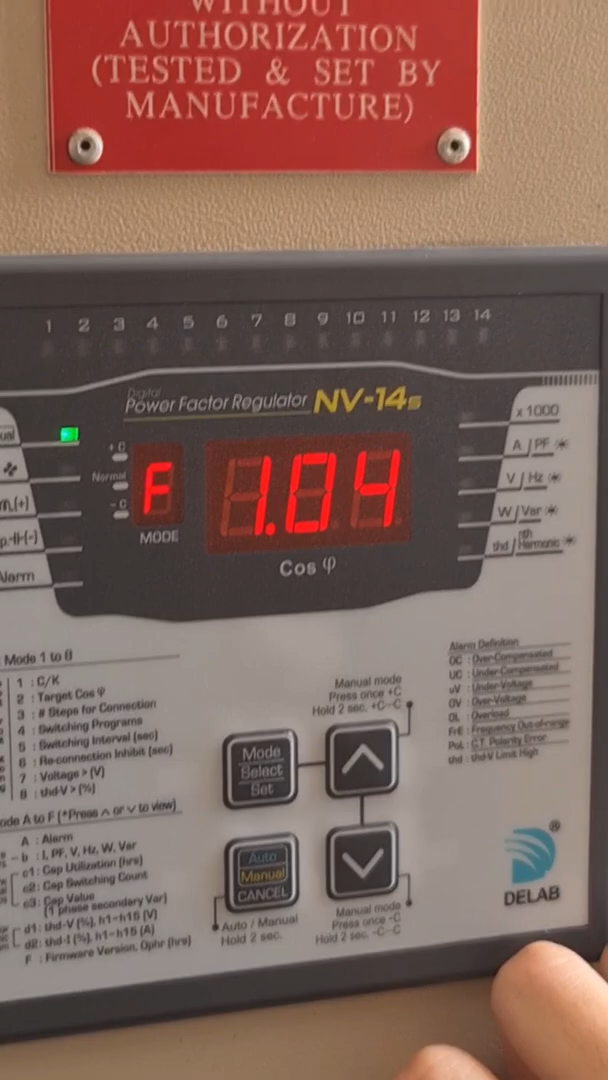 WITHOUT
AUTHORIZATION
(TESTED & SET BY
MANUFACTURE)
1 2 3 4 5 6 7 8 9 10 11 12 13 14
Digital
Power Factor Regulator NV-14s
x 1000
A / PF
V / Hz
W / Var
thd / nth Harmonic
+ C
Normal
- C
Alarm
F 1.04
MODE
Cos φ
Mode 1 to 8
1 : C/K
2 : Target Cos φ
3 : # Steps for Connection
4 : Switching Programs
5 : Switching Interval (sec)
6 : Re-connection Inhibit (sec)
7 : Voltage > (V)
8 : thd-V > (%)
ode A to F (*Press ∧ or ∨ to view)
A : Alarm
b : I, PF, V, Hz, W, Var
c1 : Cap Utilization (hrs)
c2: Cap Switching Count
c3: Cap Value
(1 phase secondary Var)
d1: thd-V (%), h1~h15 (V)
d2: thd-I (%), h1~h15 (A)
F : Firmware Version, Ophr (hrs)
Manual mode
Press once +C
Hold 2 sec. +C~C
Mode
Select
Set
Auto
Manual
CANCEL
Auto / Manual
Hold 2 sec.
Manual mode
Press once -C
Hold 2 sec. -C~C
Alarm Definition
OC : Over-Compensated
UC : Under-Compensated
uV : Under-Voltage
OV : Over-Voltage
OL : Overload
FrE : Frequency Out-of-range
PoL : C.T. Polarity Error
thd : thd-V Limit High
®
DELAB